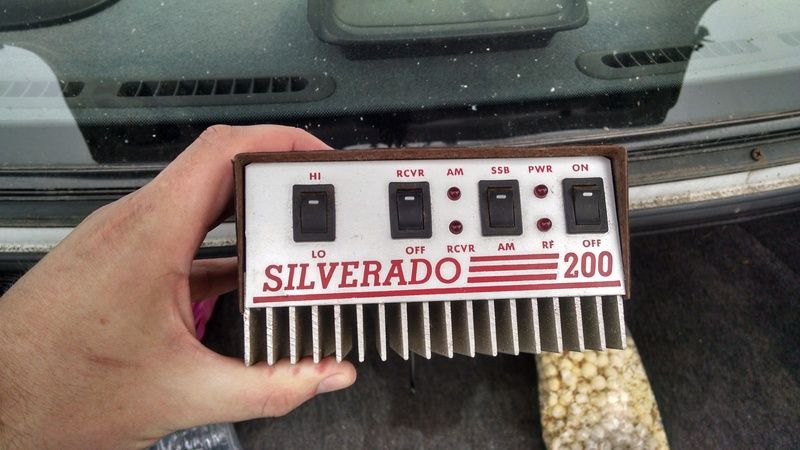 HI RCVR AM SSB PWR ON
LO OFF RCVR AM RF OFF
SILVERADO 200